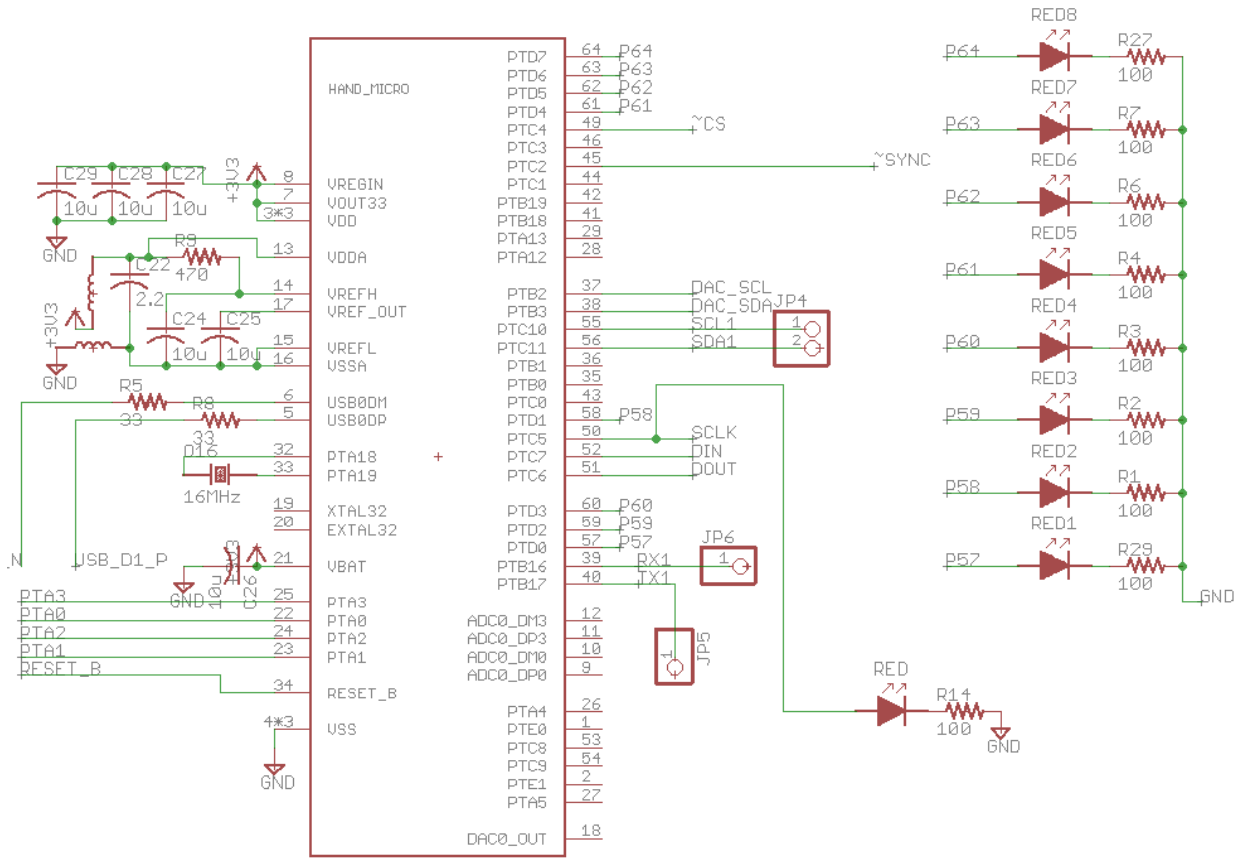 HAND_MICRO
C29
C28
C27
10u
10u
10u
GND
+3V3
8
VREGIN
7
VOUT33
3*3
VDD
13
VDDA
R9
470
C22
2.2
14
VREFH
17
VREF_OUT
+3V3
C24
C25
10u
10u
15
VREFL
16
VSSA
GND
R5
33
6
USB0DM
R8
33
5
USB0DP
D16
16MHz
32
PTA18
33
PTA19
19
XTAL32
20
EXTAL32
_N
USB_D1_P
+3V3
10u
C26
GND
21
VBAT
PTA3
25
PTA3
PTA0
22
PTA0
PTA2
24
PTA2
PTA1
23
PTA1
RESET_B
34
RESET_B
4*3
VSS
GND
PTD7 64 P64
PTD6 63 P63
PTD5 62 P62
PTD4 61 P61
PTC4 49 ~CS
PTC3 46
PTC2 45 ~SYNC
PTC1 44
PTB19 42
PTB18 41
PTA13 29
PTA12 28
PTB2 37 DAC_SCL
PTB3 38 DAC_SDA
PTC10 55 SCL1
PTC11 56 SDA1
JP4
1
2
PTB1 36
PTB0 35
PTC0 43
PTD1 58 P58
PTC5 50 SCLK
PTC7 52 DIN
PTC6 51 DOUT
PTD3 60 P60
PTD2 59 P59
PTD0 57 P57
PTB16 39 RX1
PTB17 40 TX1
JP6
1
JP5
1
ADC0_DM3 12
ADC0_DP3 11
ADC0_DM0 10
ADC0_DP0 9
PTA4 26
PTE0 1
PTC8 53
PTC9 54
PTE1 2
PTA5 27
DAC0_OUT 18
RED8
P64
R27
100
RED7
P63
R7
100
RED6
P62
R6
100
RED5
P61
R4
100
RED4
P60
R3
100
RED3
P59
R2
100
RED2
P58
R1
100
RED1
P57
R29
100
GND
RED
R14
100
GND